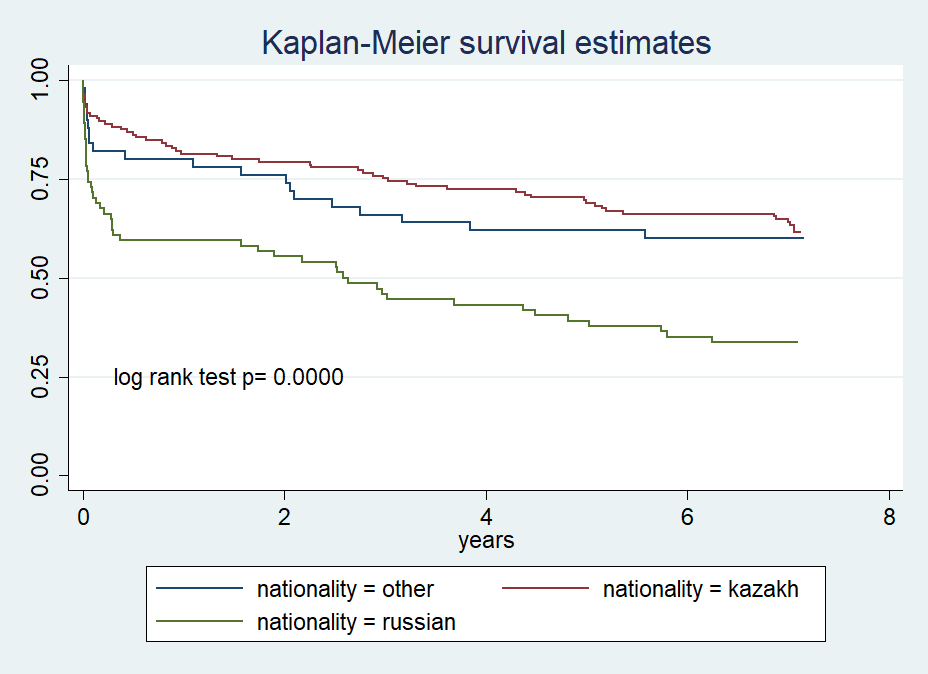 Kaplan-Meier survival estimates
1.00
0.75
0.50
0.25
0.00
log rank test p= 0.0000
0 2 4 6 8
years
nationality = other nationality = kazakh
nationality = russian